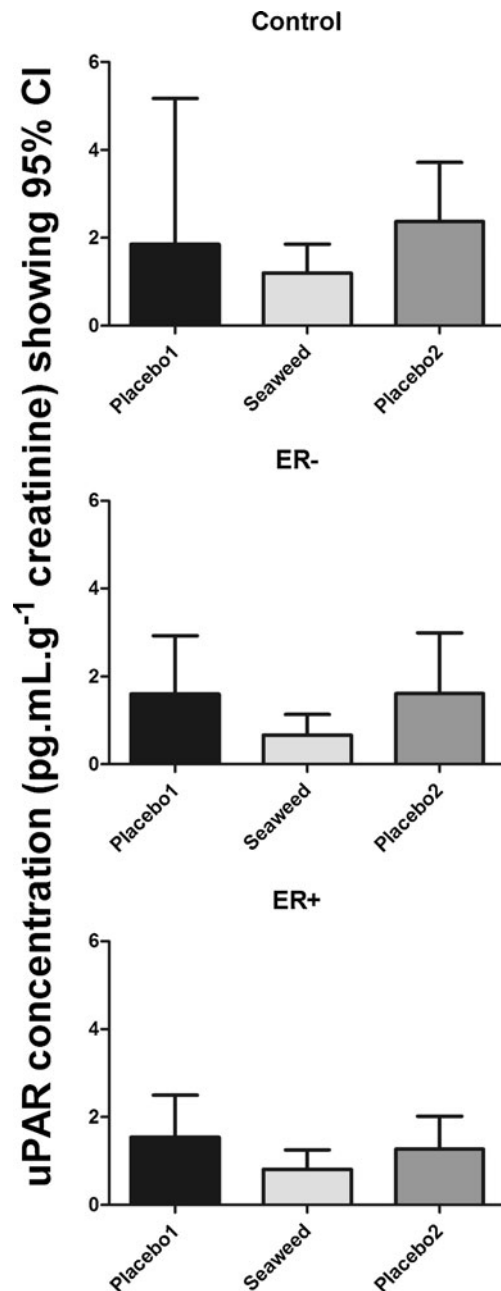 uPAR concentration (pg.mL.g⁻¹ creatinine) showing 95% CI
Control
6
4
2
0
Placebo1
Seaweed
Placebo2
ER-
6
4
2
0
Placebo1
Seaweed
Placebo2
ER+
6
4
2
0
Placebo1
Seaweed
Placebo2